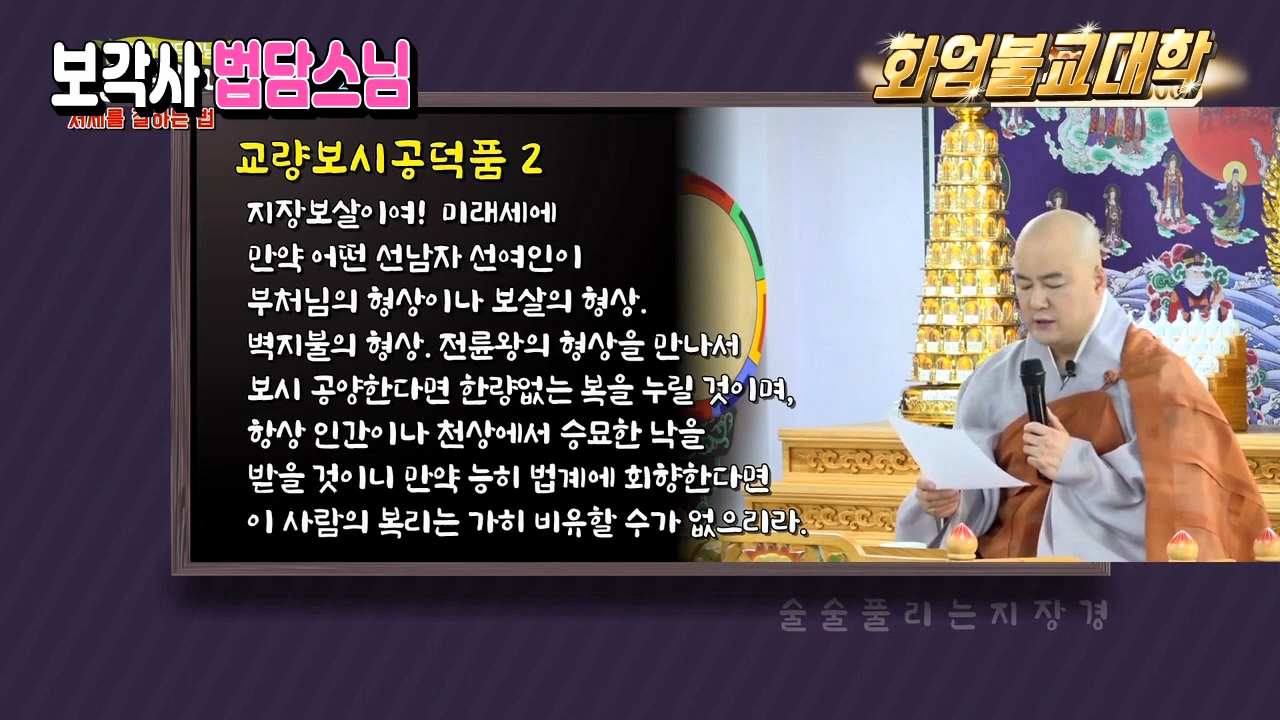 보각사 법담스님
화엄불교대학
잘하는 법
교량보시공덕품 2
지장보살이여! 미래세에
만약 어떤 선남자 선여인이
부처님의 형상이나 보살의 형상.
벽지불의 형상. 전륜왕의 형상을 만나서
보시 공양한다면 한량없는 복을 누릴 것이며,
항상 인간이나 천상에서 승묘한 낙을
받을 것이니 만약 능히 법계에 회향한다면
이 사람의 복리는 가히 비유할 수가 없으리라.
술술풀리는지장경